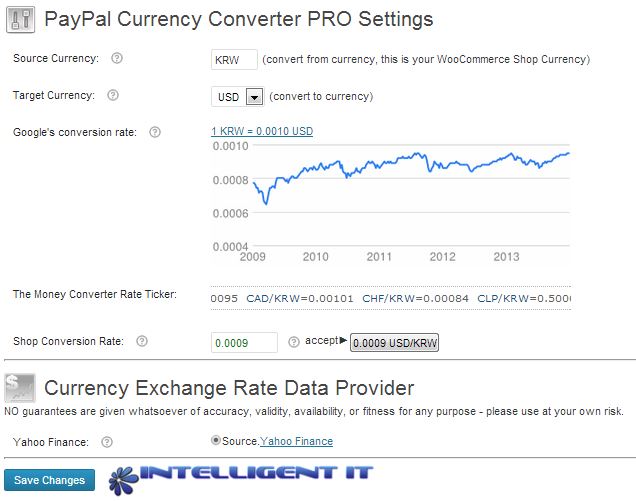 PayPal Currency Converter PRO Settings
Source Currency: ? KRW (convert from currency, this is your WooCommerce Shop Currency)
Target Currency: ? USD (convert to currency)
Google's conversion rate: ? 1 KRW = 0.0010 USD
0.0010
0.0008
0.0006
0.0004
2009 2010 2011 2012 2013
The Money Converter Rate Ticker: 0095 CAD/KRW=0.00101 CHF/KRW=0.00084 CLP/KRW=0.500
Shop Conversion Rate: ? 0.0009 ? accept► 0.0009 USD/KRW
$ Currency Exchange Rate Data Provider
NO guarantees are given whatsoever of accuracy, validity, availability, or fitness for any purpose - please use at your own risk.
Yahoo Finance: ? Source.Yahoo Finance
Save Changes INTELLIGENT IT